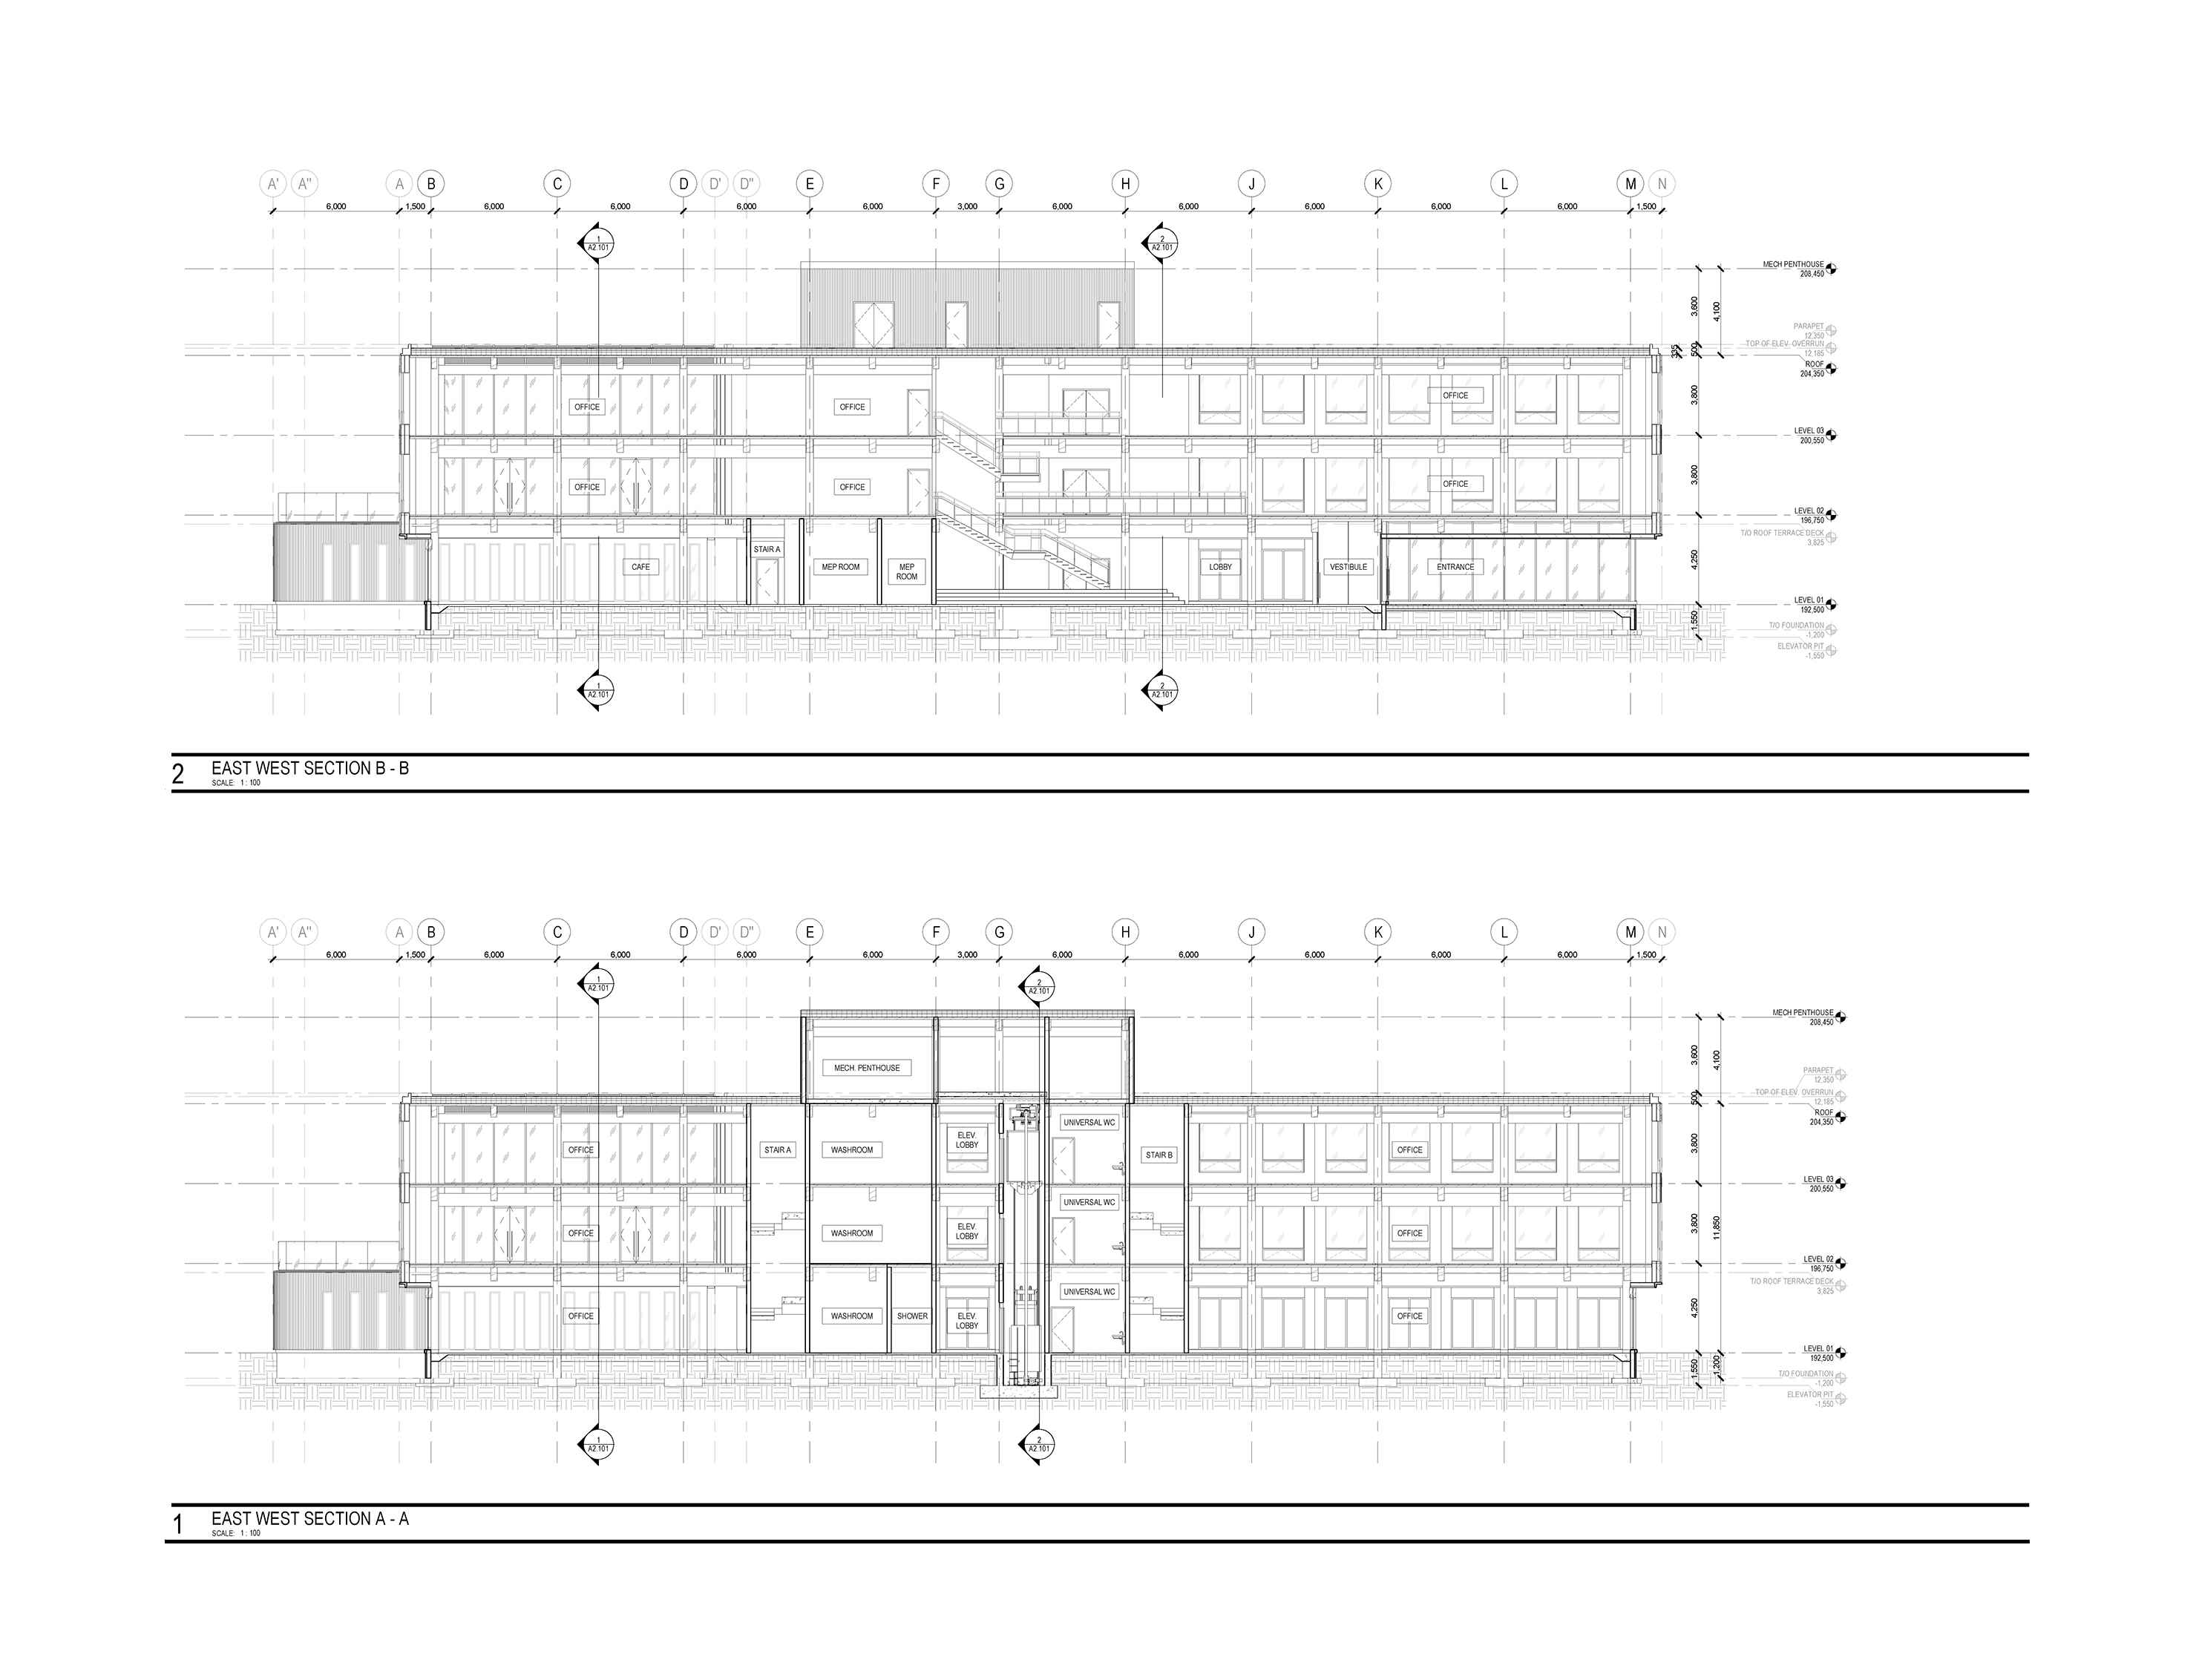 A' A" A B C D D' D" E F G H J K L M N
6,000 1,500 6,000 6,000 6,000 6,000 3,000 6,000 6,000 6,000 6,000 6,000 1,500
1
A2.101
2
A2.101
MECH PENTHOUSE
208,450
3,600
4,100
PARAPET
12,350
TOP OF ELEV. OVERRUN
12,185
335
500
ROOF
204,350
OFFICE OFFICE OFFICE
3,800
LEVEL 03
200,550
OFFICE OFFICE OFFICE
3,800
LEVEL 02
196,750
T/O ROOF TERRACE DECK
3,825
STAIR A
CAFE MEP ROOM MEP
ROOM
LOBBY VESTIBULE ENTRANCE
4,250
LEVEL 01
192,500
1,550
T/O FOUNDATION
-1,200
ELEVATOR PIT
-1,550
1
A2.101
2
A2.101
2 EAST WEST SECTION B - B
SCALE: 1 : 100
A' A" A B C D D' D" E F G H J K L M N
6,000 1,500 6,000 6,000 6,000 6,000 3,000 6,000 6,000 6,000 6,000 6,000 1,500
1
A2.101
2
A2.101
MECH PENTHOUSE
208,450
3,600
4,100
MECH. PENTHOUSE
PARAPET
12,350
TOP OF ELEV. OVERRUN
12,185
500
ROOF
204,350
UNIVERSAL WC
ELEV.
LOBBY
OFFICE STAIR A WASHROOM STAIR B OFFICE
3,800
LEVEL 03
200,550
UNIVERSAL WC
ELEV.
LOBBY
OFFICE WASHROOM OFFICE
3,800
11,850
LEVEL 02
196,750
T/O ROOF TERRACE DECK
3,825
UNIVERSAL WC
OFFICE WASHROOM SHOWER ELEV.
LOBBY
OFFICE
4,250
LEVEL 01
192,500
1,550
1,200
T/O FOUNDATION
-1,200
ELEVATOR PIT
-1,550
1
A2.101
2
A2.101
1 EAST WEST SECTION A - A
SCALE: 1 : 100